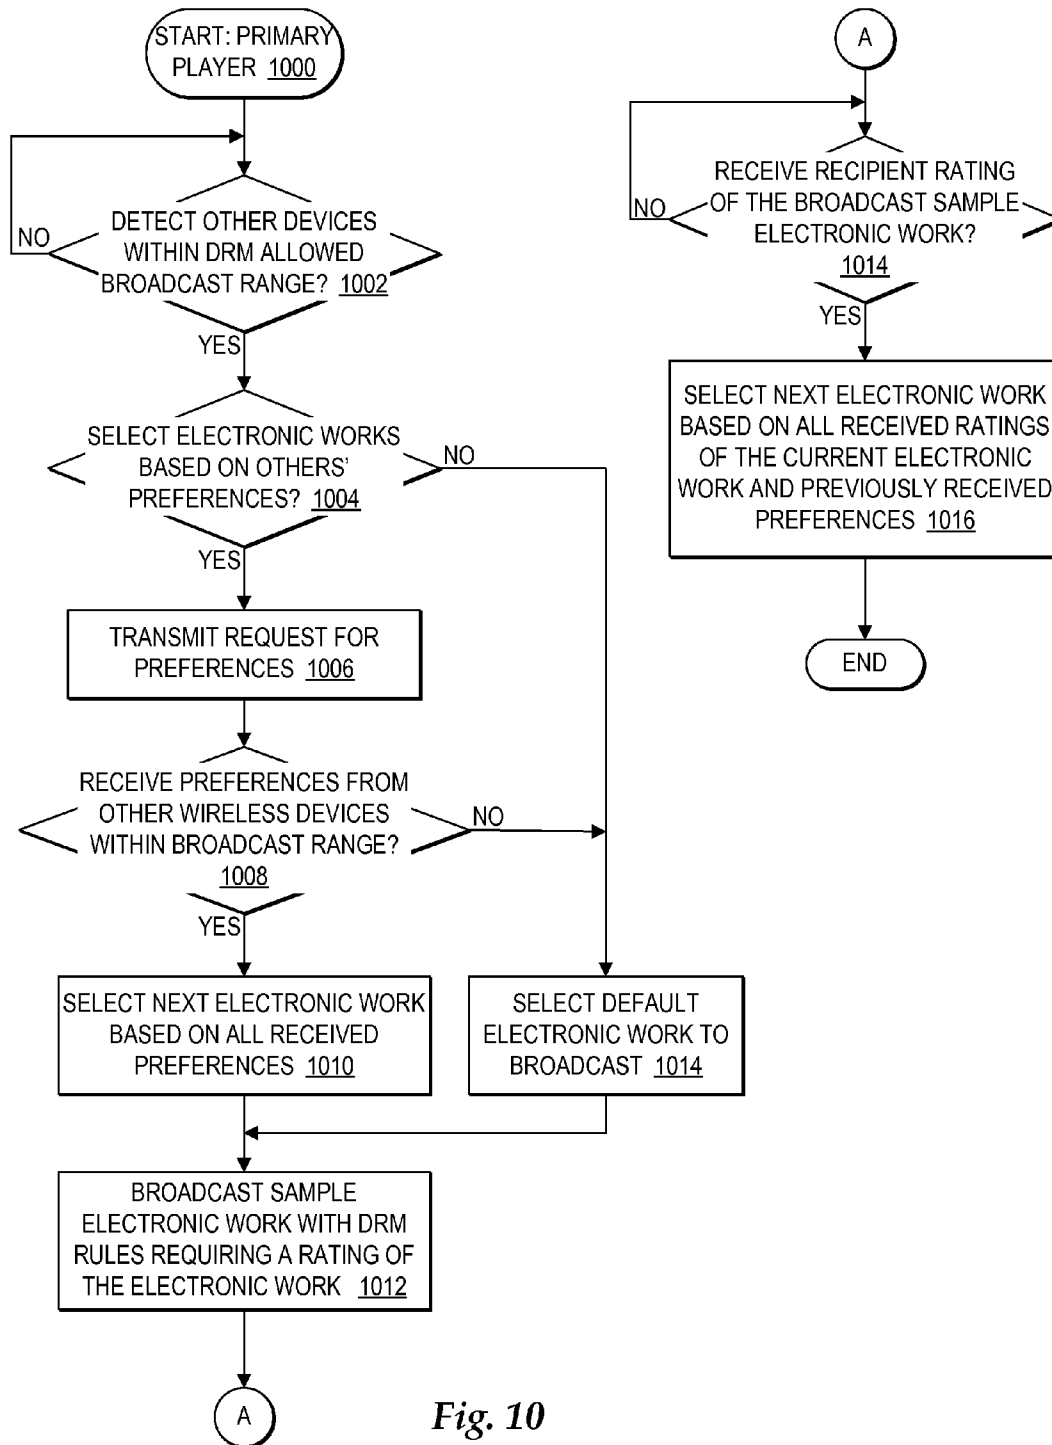 START: PRIMARY
PLAYER 1000
DETECT OTHER DEVICES
WITHIN DRM ALLOWED
BROADCAST RANGE? 1002
NO
YES
SELECT ELECTRONIC WORKS
BASED ON OTHERS'
PREFERENCES? 1004
NO
YES
TRANSMIT REQUEST FOR
PREFERENCES 1006
RECEIVE PREFERENCES FROM
OTHER WIRELESS DEVICES
WITHIN BROADCAST RANGE?
1008
NO
YES
SELECT NEXT ELECTRONIC WORK
BASED ON ALL RECEIVED
PREFERENCES 1010
SELECT DEFAULT
ELECTRONIC WORK TO
BROADCAST 1014
BROADCAST SAMPLE
ELECTRONIC WORK WITH DRM
RULES REQUIRING A RATING OF
THE ELECTRONIC WORK 1012
A
A
RECEIVE RECIPIENT RATING
OF THE BROADCAST SAMPLE
ELECTRONIC WORK?
1014
NO
YES
SELECT NEXT ELECTRONIC WORK
BASED ON ALL RECEIVED RATINGS
OF THE CURRENT ELECTRONIC
WORK AND PREVIOUSLY RECEIVED
PREFERENCES 1016
END
Fig. 10